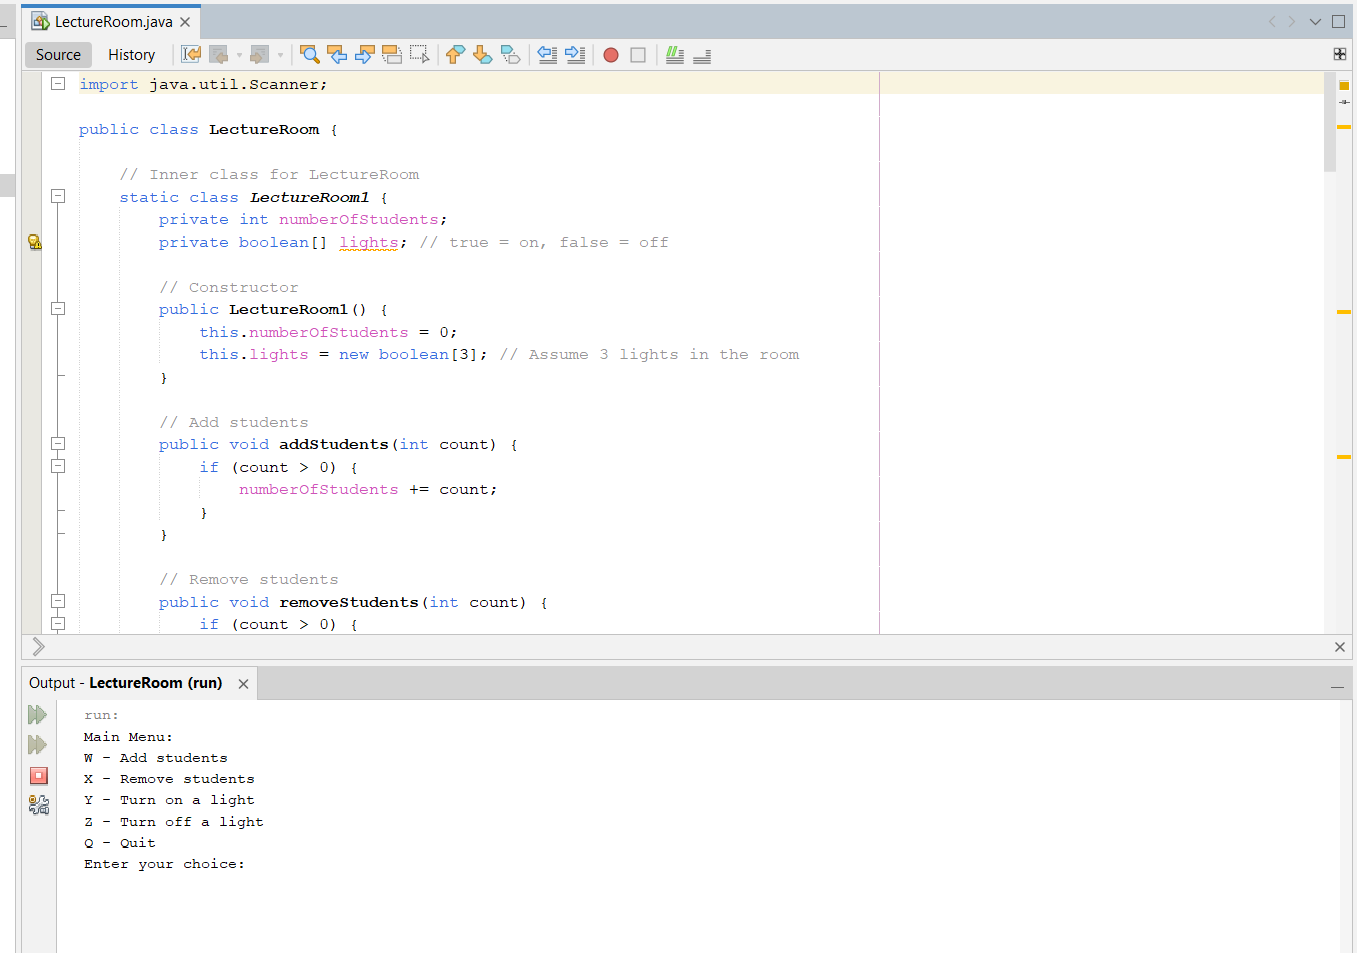 LectureRoom.java
Source History
import java.util.Scanner;
public class LectureRoom {
// Inner class for LectureRoom
static class LectureRoom1 {
private int numberOfStudents;
private boolean[] lights; // true = on, false = off
// Constructor
public LectureRoom1() {
this.numberOfStudents = 0;
this.lights = new boolean[3]; // Assume 3 lights in the room
}
// Add students
public void addStudents(int count) {
if (count > 0) {
numberOfStudents += count;
}
}
// Remove students
public void removeStudents(int count) {
if (count > 0) {
Output - LectureRoom (run)
run:
Main Menu:
W - Add students
X - Remove students
Y - Turn on a light
Z - Turn off a light
Q - Quit
Enter your choice: